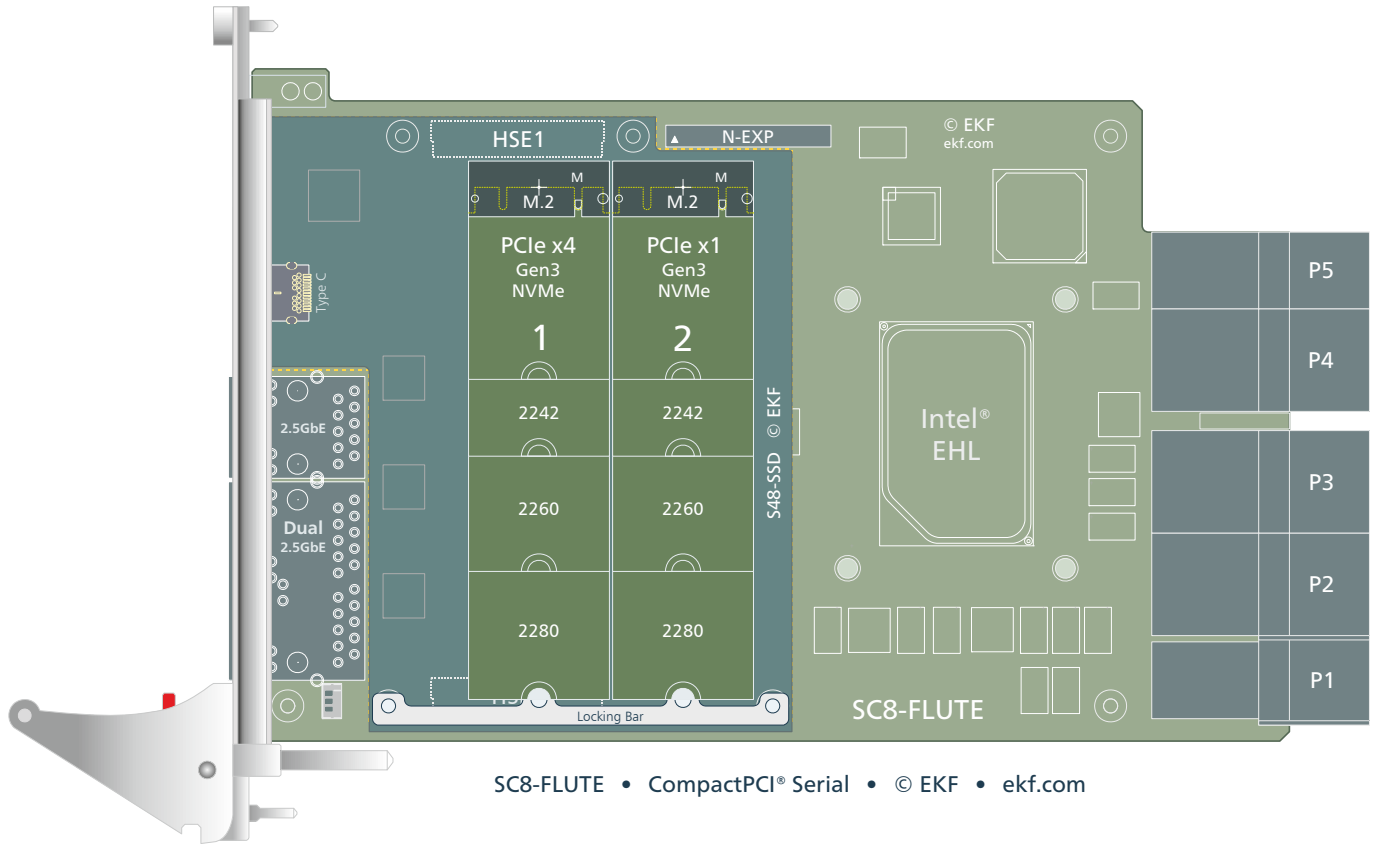 HSE1
▲ N-EXP
© EKF
ekf.com
M
M.2
M
M.2
PCIe x4
Gen3
NVMe
1
PCIe x1
Gen3
NVMe
2
Type C
2242
2242
2260
2260
2280
2280
S48-SSD © EKF
2.5GbE
Dual
2.5GbE
Intel®
EHL
P5
P4
P3
P2
P1
Locking Bar
SC8-FLUTE
SC8-FLUTE • CompactPCI® Serial • © EKF • ekf.com